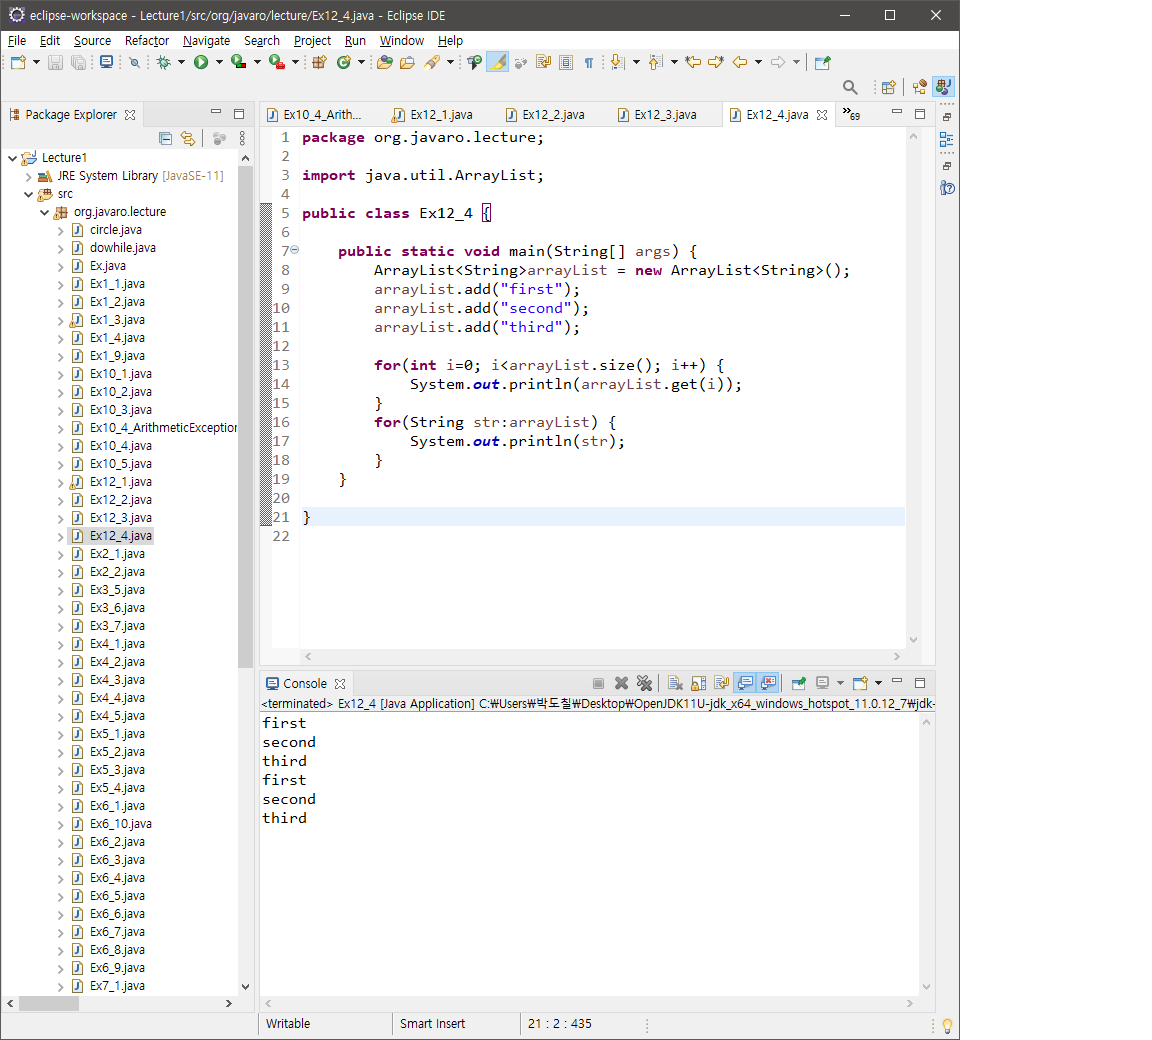 eclipse-workspace - Lecture1/src/org/javaro/lecture/Ex12_4.java - Eclipse IDE
File Edit Source Refactor Navigate Search Project Run Window Help
Package Explorer
Lecture1
JRE System Library [JavaSE-11]
src
org.javaro.lecture
circle.java
dowhile.java
Ex.java
Ex1_1.java
Ex1_2.java
Ex1_3.java
Ex1_4.java
Ex1_9.java
Ex10_1.java
Ex10_2.java
Ex10_3.java
Ex10_4_ArithmeticException
Ex10_4.java
Ex10_5.java
Ex12_1.java
Ex12_2.java
Ex12_3.java
Ex12_4.java
Ex2_1.java
Ex2_2.java
Ex3_5.java
Ex3_6.java
Ex3_7.java
Ex4_1.java
Ex4_2.java
Ex4_3.java
Ex4_4.java
Ex4_5.java
Ex5_1.java
Ex5_2.java
Ex5_3.java
Ex5_4.java
Ex6_1.java
Ex6_10.java
Ex6_2.java
Ex6_3.java
Ex6_4.java
Ex6_5.java
Ex6_6.java
Ex6_7.java
Ex6_8.java
Ex6_9.java
Ex7_1.java
Ex10_4_Arith... Ex12_1.java Ex12_2.java Ex12_3.java Ex12_4.java »69
1 package org.javaro.lecture;
2
3 import java.util.ArrayList;
4
5 public class Ex12_4 {
6
7 public static void main(String[] args) {
8 ArrayList<String>arrayList = new ArrayList<String>();
9 arrayList.add("first");
10 arrayList.add("second");
11 arrayList.add("third");
12
13 for(int i=0; i<arrayList.size(); i++) {
14 System.out.println(arrayList.get(i));
15 }
16 for(String str:arrayList) {
17 System.out.println(str);
18 }
19 }
20
21 }
22
Console
<terminated> Ex12_4 [Java Application] C:₩Users₩박도칠₩Desktop₩OpenJDK11U-jdk_x64_windows_hotspot_11.0.12_7₩jdk-
first
second
third
first
second
third
Writable Smart Insert 21 : 2 : 435